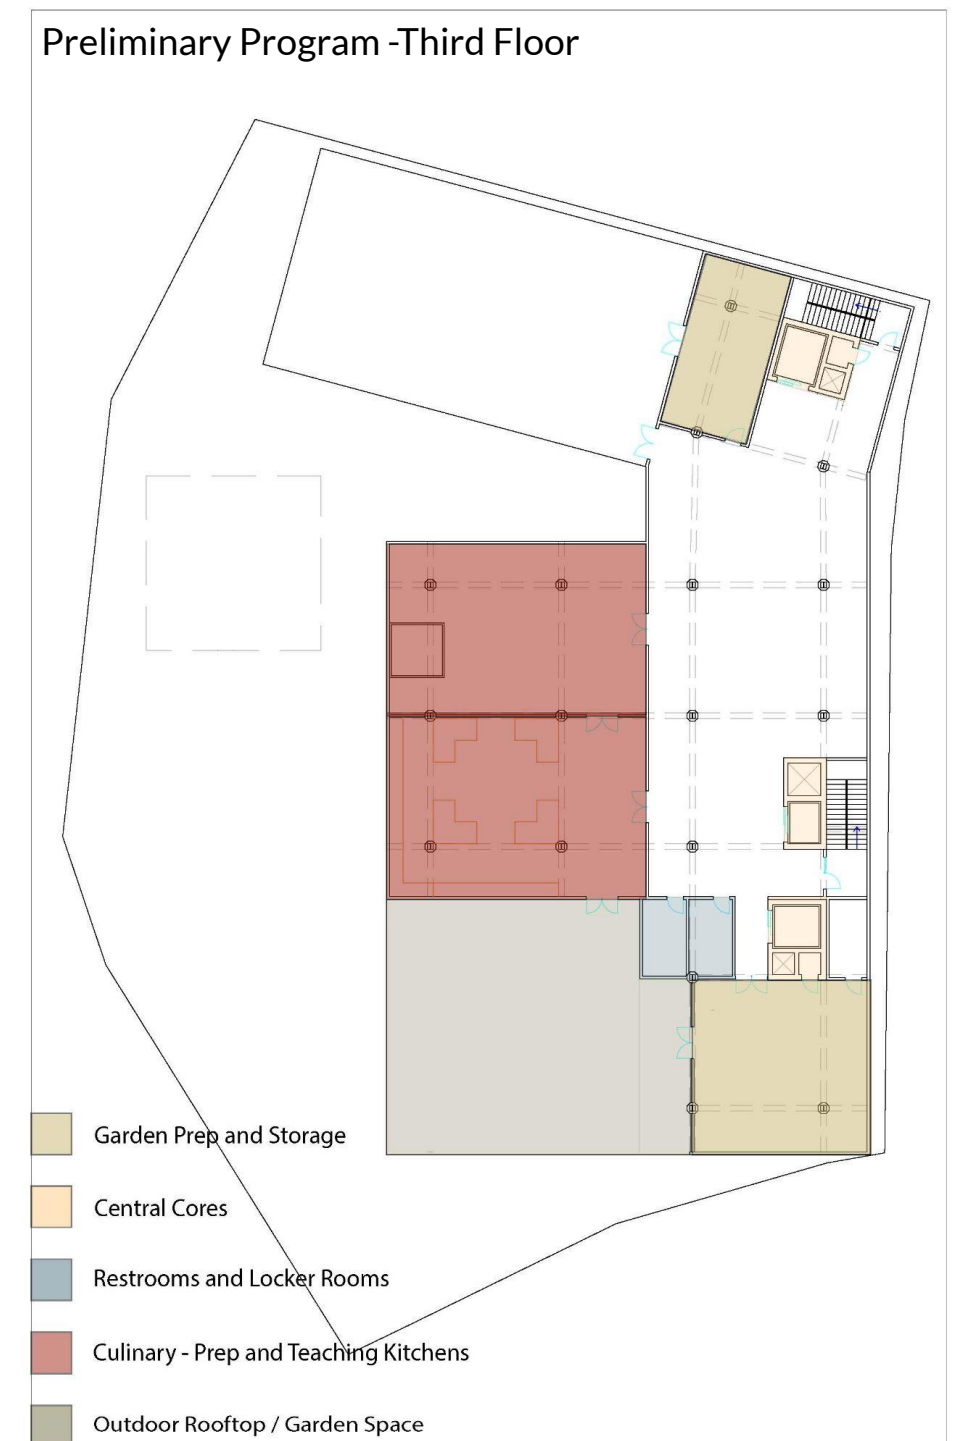 Preliminary Program -Third Floor
Garden Prep and Storage
Central Cores
Restrooms and Locker Rooms
Culinary - Prep and Teaching Kitchens
Outdoor Rooftop / Garden Space